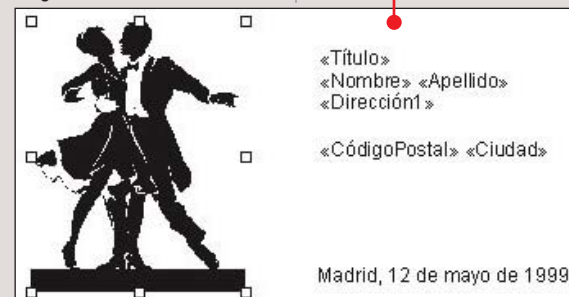 «Título»
«Nombre» «Apellido»
«Dirección1»
«CódigoPostal» «Ciudad»
Madrid, 12 de mayo de 1999